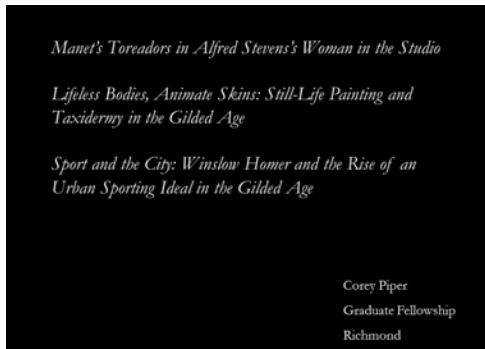 Manet's Toreadors in Alfred Stevens's Woman in the Studio
Lifeless Bodies, Animate Skins: Still-Life Painting and
Taxidermy in the Gilded Age
Sport and the City: Winslow Homer and the Rise of an
Urban Sporting Ideal in the Gilded Age
Corey Piper
Graduate Fellowship
Richmond